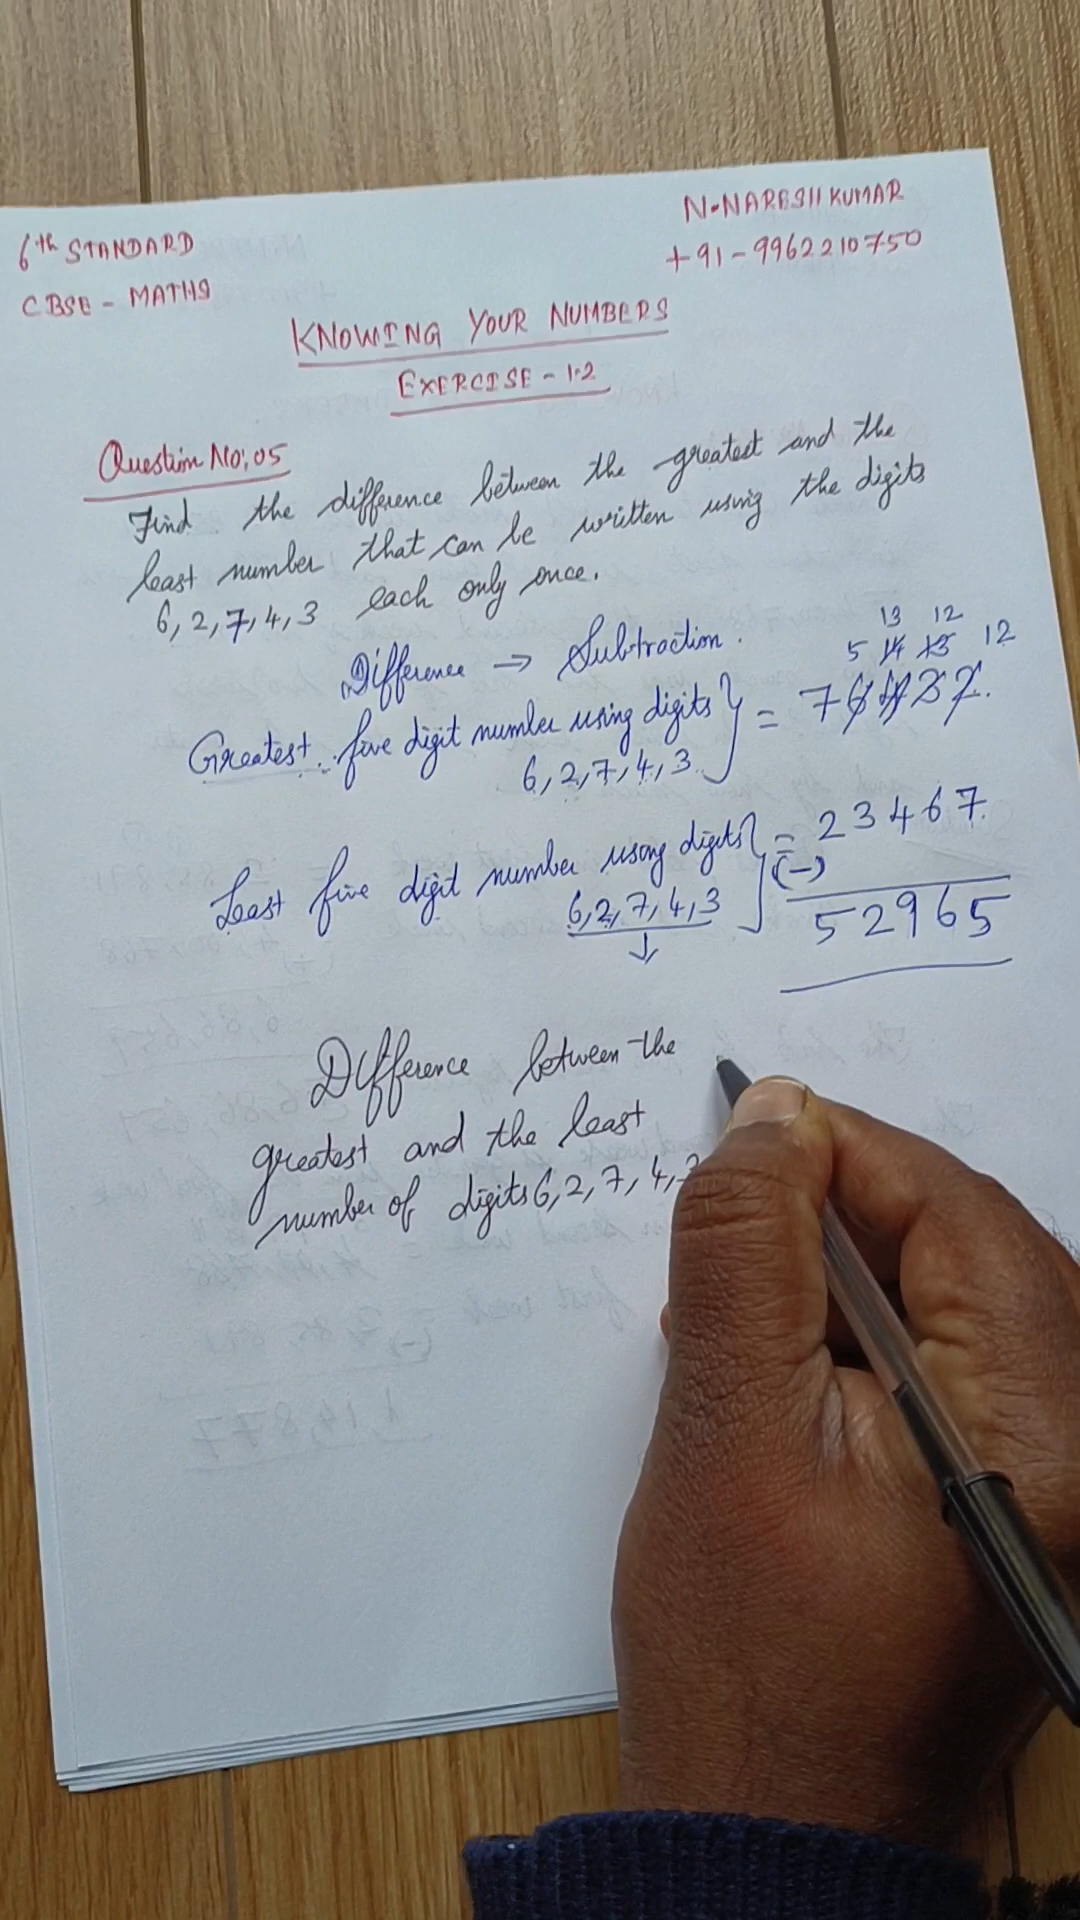 6th STANDARD
CBSE - MATHS
N.NARESH KUMAR
+91-9962210750
KNOWING YOUR NUMBERS
EXERCISE - 1.2
Question No: 05
Find the difference between the greatest and the
least number that can be written using the digits
6, 2, 7, 4, 3 each only once.
Difference → Subtraction.
13 12
5 14 13 12
Greatest five digit number using digits } = 76432.
6, 2, 7, 4, 3
Least five digit number using digits } = 23467
6, 2, 7, 4, 3 (-)
↓ 52965
Difference between the
greatest and the least
number of digits 6, 2, 7, 4, 3